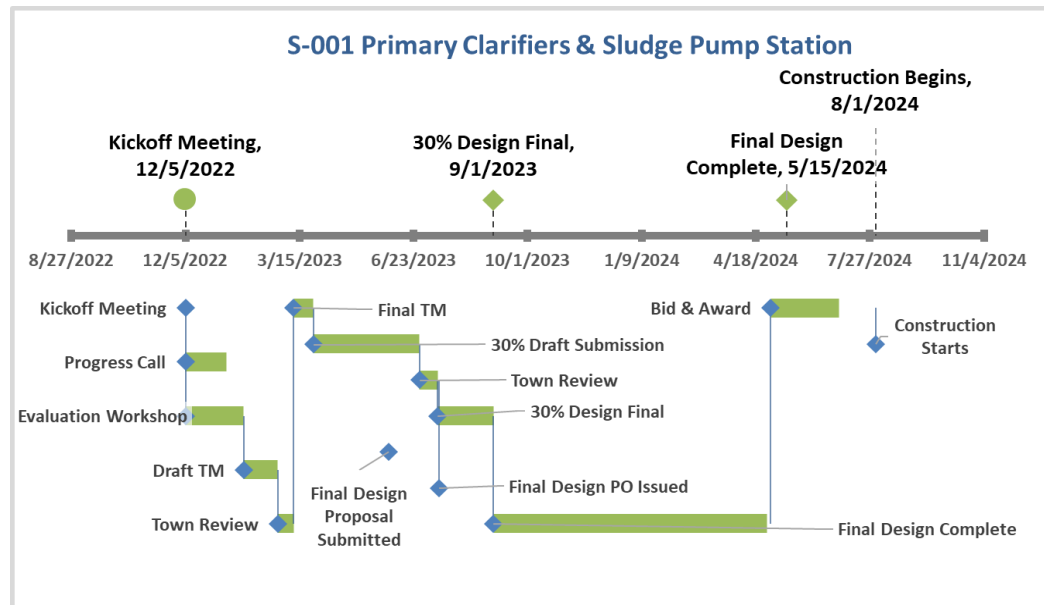 S-001 Primary Clarifiers & Sludge Pump Station
Construction Begins,
8/1/2024
Kickoff Meeting,
12/5/2022
30% Design Final,
9/1/2023
Final Design
Complete, 5/15/2024
8/27/2022
12/5/2022
3/15/2023
6/23/2023
10/1/2023
1/9/2024
4/18/2024
7/27/2024
11/4/2024
Kickoff Meeting
Final TM
Bid & Award
Construction
Starts
30% Draft Submission
Progress Call
Town Review
Evaluation Workshop
30% Design Final
Draft TM
Final Design
Proposal
Submitted
Final Design PO Issued
Town Review
Final Design Complete